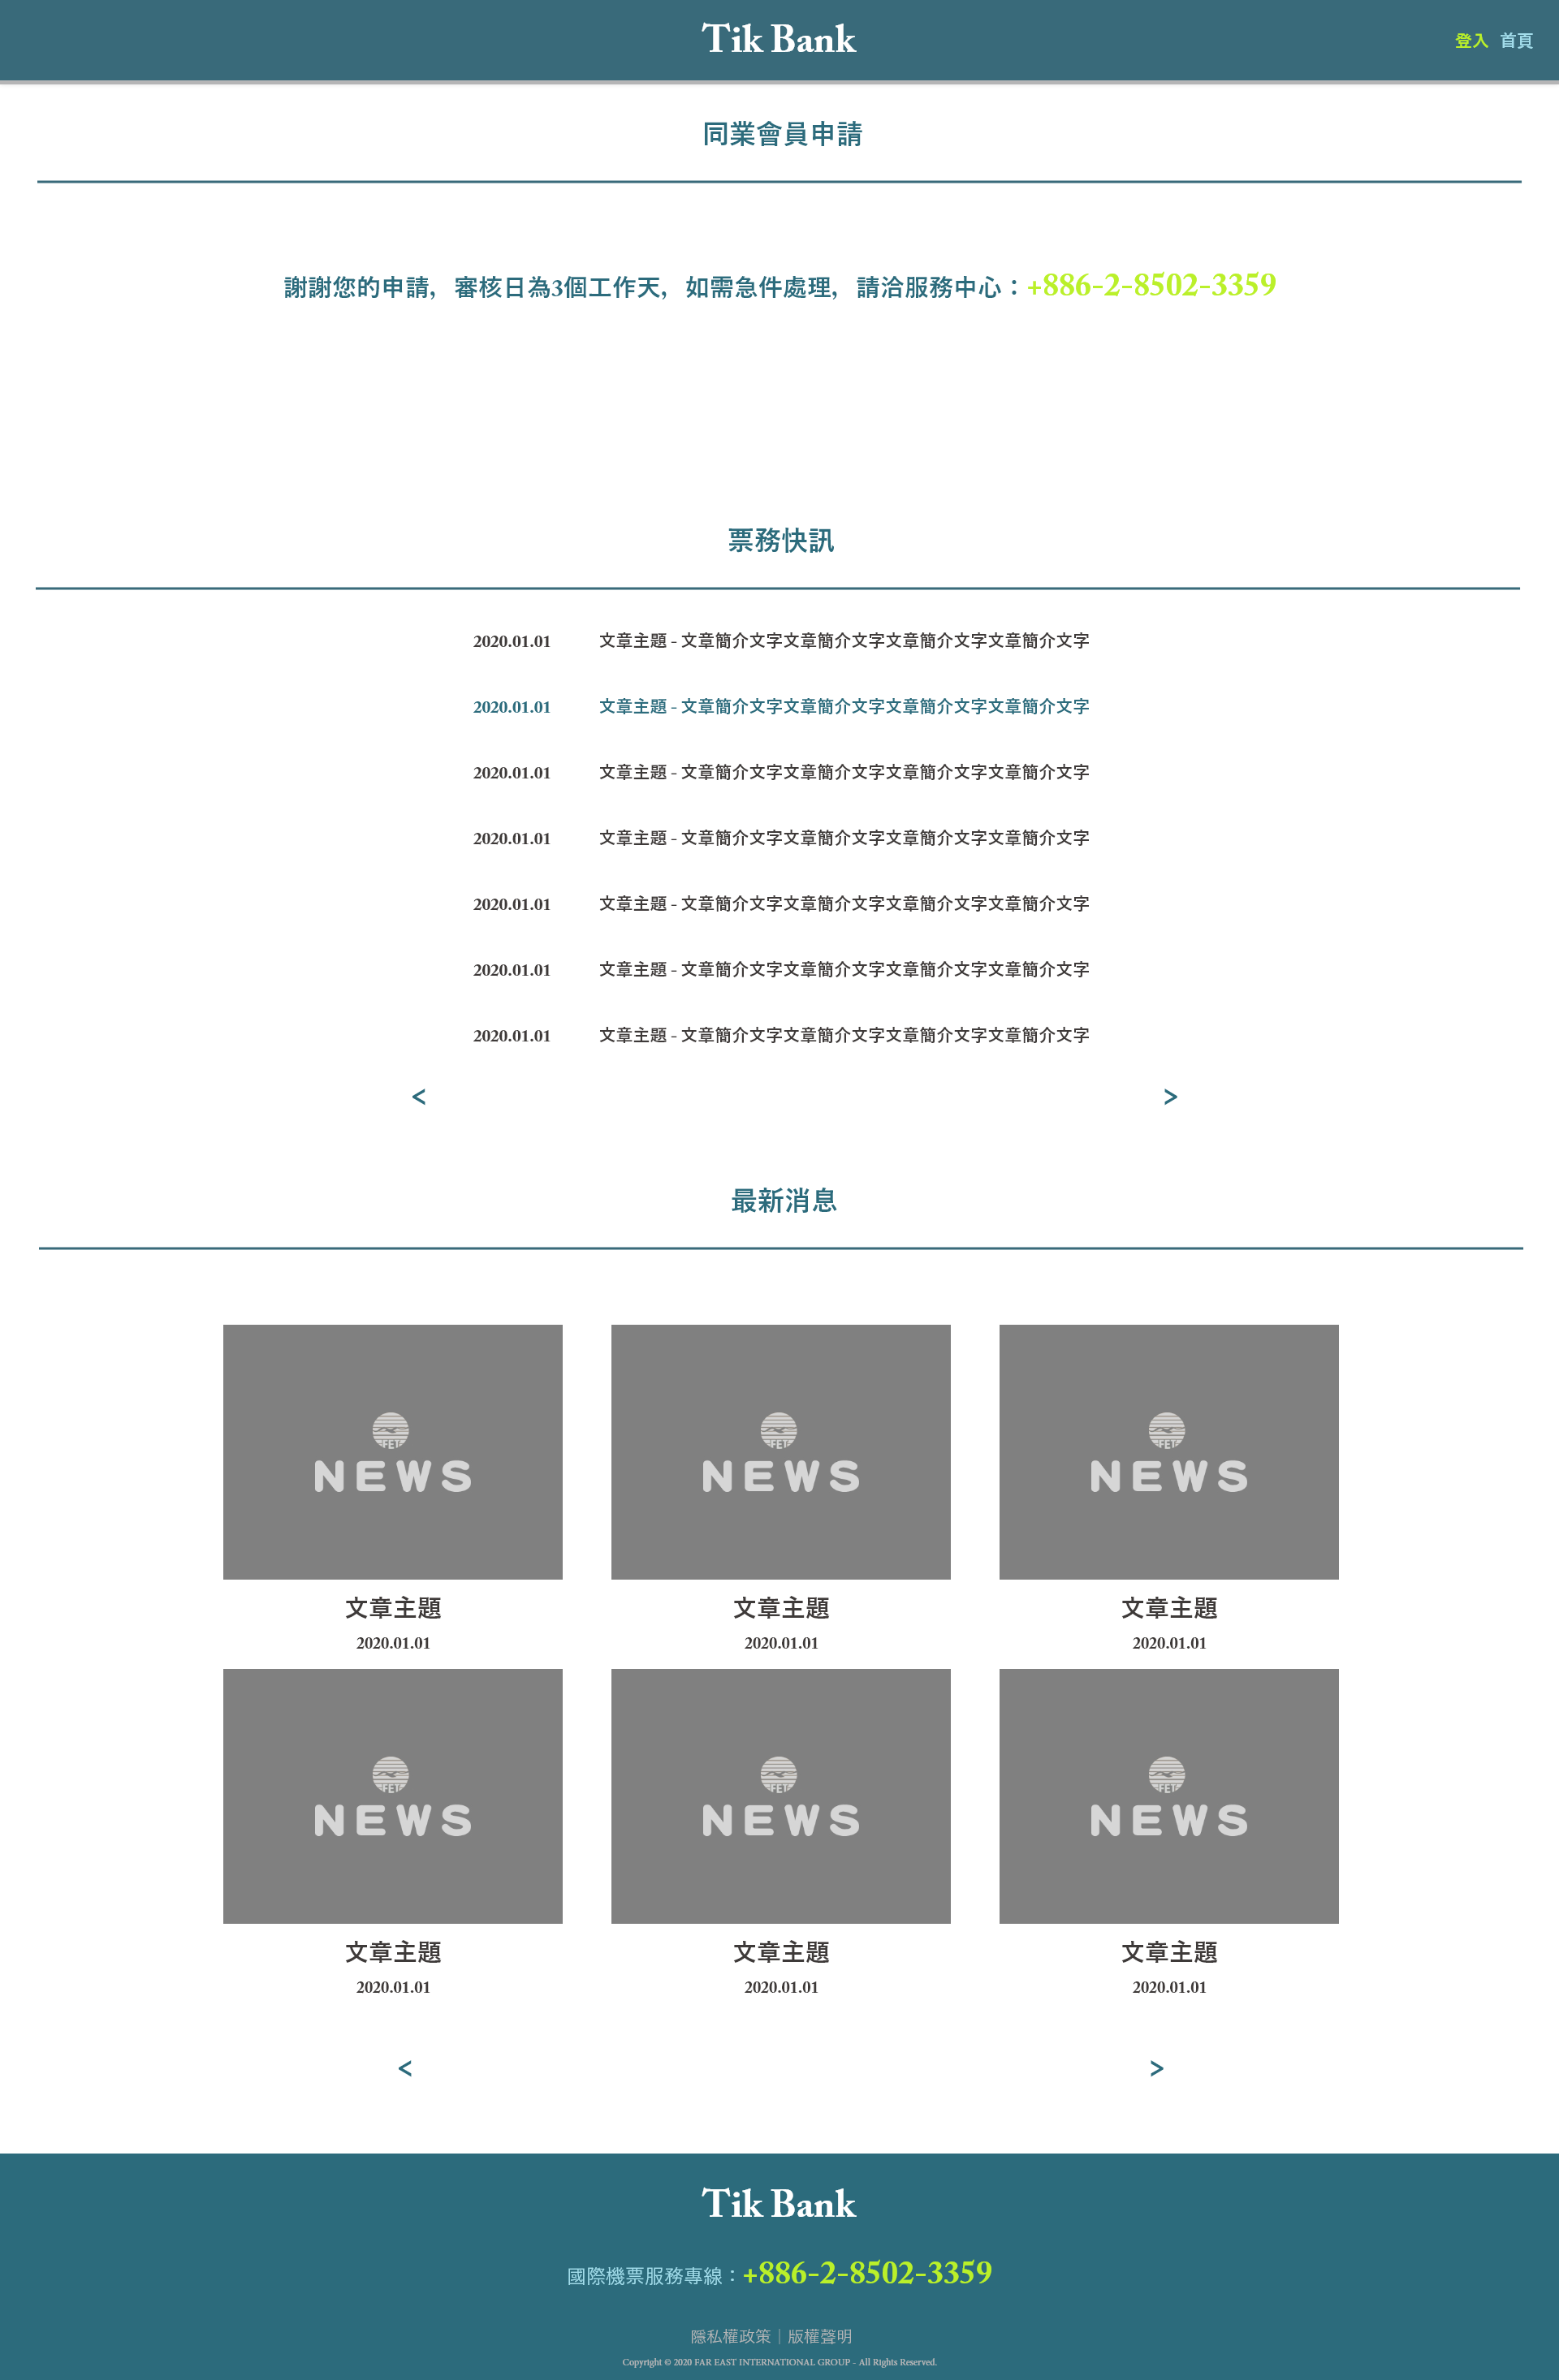 Tik Bank
登入 首頁
同業會員申請
謝謝您的申請，審核日為3個工作天，如需急件處理，請洽服務中心：+886-2-8502-3359
票務快訊
2020.01.01 文章主題 - 文章簡介文字文章簡介文字文章簡介文字文章簡介文字
2020.01.01 文章主題 - 文章簡介文字文章簡介文字文章簡介文字文章簡介文字
2020.01.01 文章主題 - 文章簡介文字文章簡介文字文章簡介文字文章簡介文字
2020.01.01 文章主題 - 文章簡介文字文章簡介文字文章簡介文字文章簡介文字
2020.01.01 文章主題 - 文章簡介文字文章簡介文字文章簡介文字文章簡介文字
2020.01.01 文章主題 - 文章簡介文字文章簡介文字文章簡介文字文章簡介文字
2020.01.01 文章主題 - 文章簡介文字文章簡介文字文章簡介文字文章簡介文字
< >
最新消息
NEWS NEWS NEWS
文章主題 文章主題 文章主題
2020.01.01 2020.01.01 2020.01.01
NEWS NEWS NEWS
文章主題 文章主題 文章主題
2020.01.01 2020.01.01 2020.01.01
< >
Tik Bank
國際機票服務專線：+886-2-8502-3359
隱私權政策｜版權聲明
Copyright © 2020 FAR EAST INTERNATIONAL GROUP - All Rights Reserved.